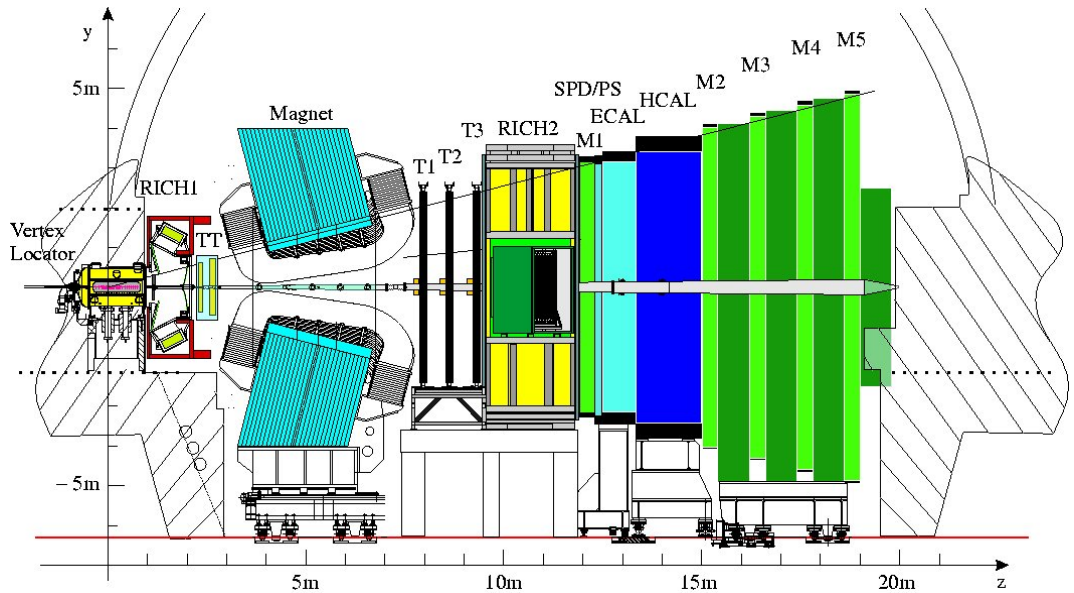 y
5m
Vertex
Locator
RICH1
TT
Magnet
T1
T2
T3
RICH2
M1
SPD/PS
ECAL
HCAL
M2
M3
M4
M5
− 5m
5m
10m
15m
20m
z